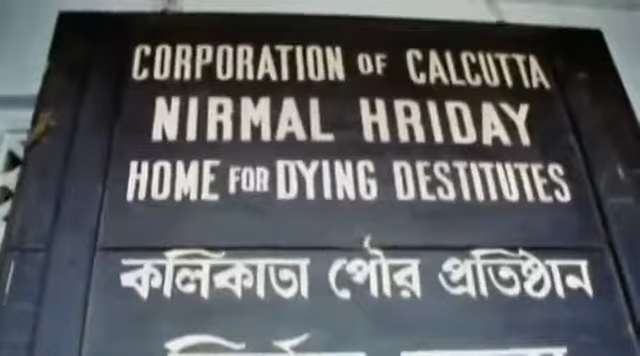 CORPORATION OF CALCUTTA
NIRMAL HRIDAY
HOME FOR DYING DESTITUTES
কলিকাতা পৌর প্রতিষ্ঠান